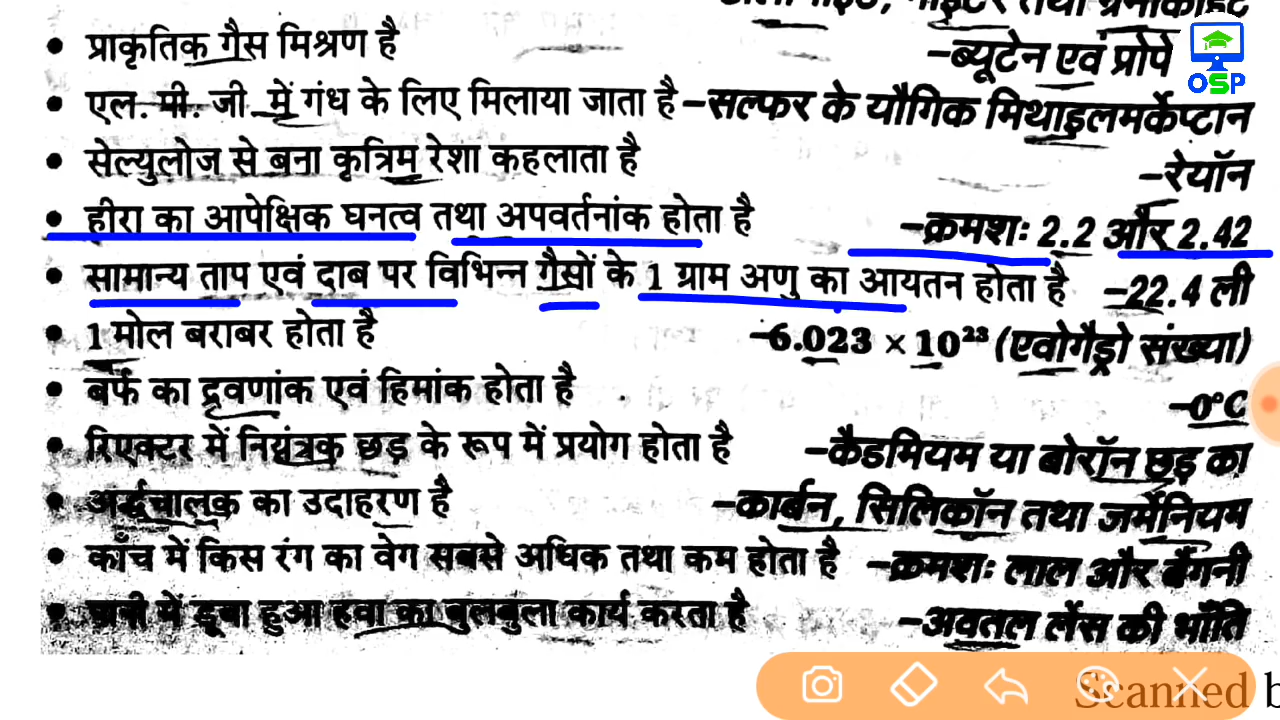 तथा
प्राकृतिक गैस मिश्रण है –ब्यूटेन एवं प्रोपे
OSP
एल. पी. जी. में गंध के लिए मिलाया जाता है –सल्फर के यौगिक मिथाइलमर्केप्टान
सेल्युलोज से बना कृत्रिम रेशा कहलाता है –रेयॉन
हीरा का आपेक्षिक घनत्व तथा अपवर्तनांक होता है –क्रमशः 2.2 और 2.42
सामान्य ताप एवं दाब पर विभिन्न गैसों के 1 ग्राम अणु का आयतन होता है –22.4 ली
1 मोल बराबर होता है –6.023 × 10²³ (एवोगैड्रो संख्या)
बर्फ का द्रवणांक एवं हिमांक होता है –0°C
रिएक्टर में नियंत्रक छड़ के रूप में प्रयोग होता है –कैडमियम या बोरॉन छड़ का
अर्द्धचालक का उदाहरण है –कार्बन, सिलिकॉन तथा जर्मेनियम
काँच में किस रंग का वेग सबसे अधिक तथा कम होता है –क्रमशः लाल और बैंगनी
पानी में डूबा हुआ हवा का बुलबुला कार्य करता है –अवतल लेंस की भाँति
Scanned b